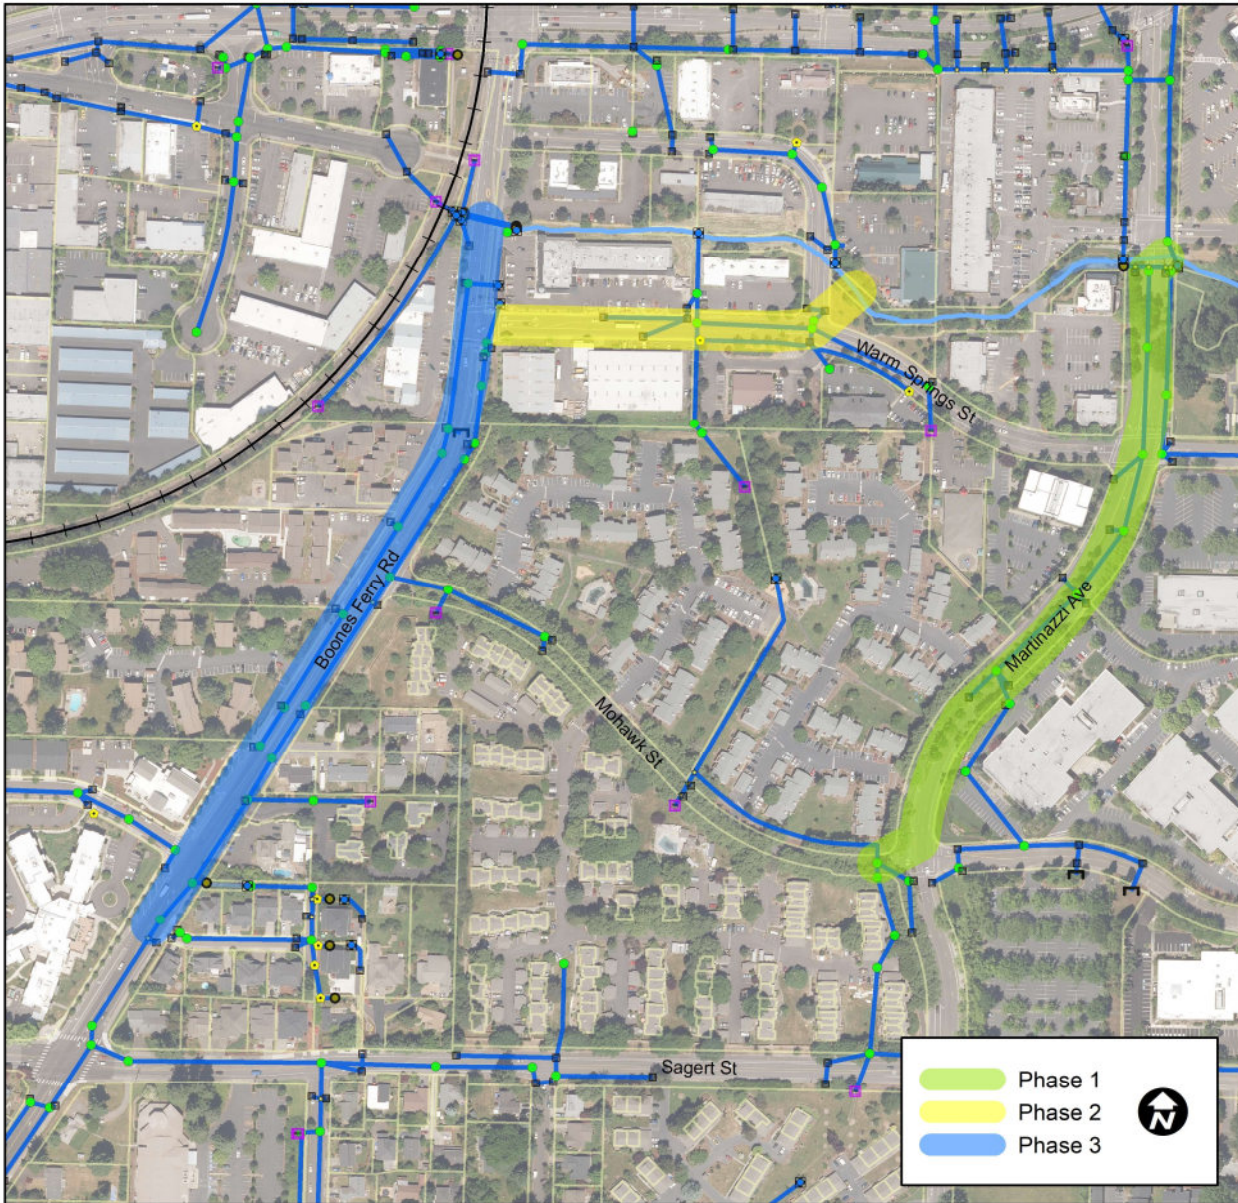 Warm Springs St
Boones Ferry Rd
Martinazzi Ave
Mohawk St
Sagert St
Phase 1
Phase 2
N
Phase 3